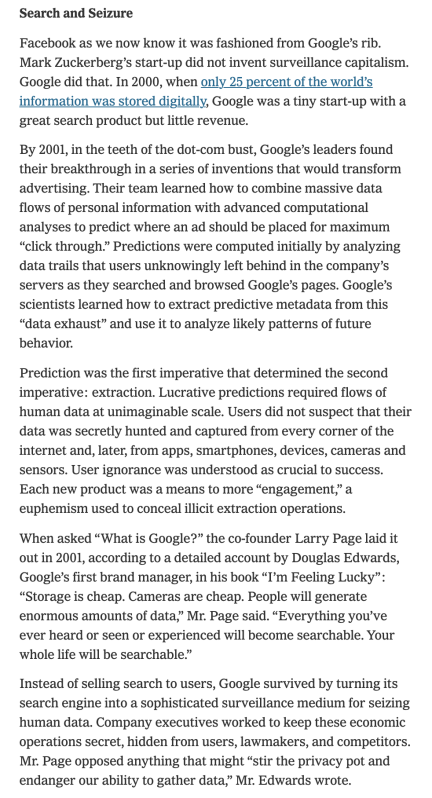 Search and Seizure
Facebook as we now know it was fashioned from Google’s rib.
Mark Zuckerberg’s start-up did not invent surveillance capitalism.
Google did that. In 2000, when only 25 percent of the world’s
information was stored digitally, Google was a tiny start-up with a
great search product but little revenue.
By 2001, in the teeth of the dot-com bust, Google’s leaders found
their breakthrough in a series of inventions that would transform
advertising. Their team learned how to combine massive data
flows of personal information with advanced computational
analyses to predict where an ad should be placed for maximum
“click through.” Predictions were computed initially by analyzing
data trails that users unknowingly left behind in the company’s
servers as they searched and browsed Google’s pages. Google’s
scientists learned how to extract predictive metadata from this
“data exhaust” and use it to analyze likely patterns of future
behavior.
Prediction was the first imperative that determined the second
imperative: extraction. Lucrative predictions required flows of
human data at unimaginable scale. Users did not suspect that their
data was secretly hunted and captured from every corner of the
internet and, later, from apps, smartphones, devices, cameras and
sensors. User ignorance was understood as crucial to success.
Each new product was a means to more “engagement,” a
euphemism used to conceal illicit extraction operations.
When asked “What is Google?” the co-founder Larry Page laid it
out in 2001, according to a detailed account by Douglas Edwards,
Google’s first brand manager, in his book “I’m Feeling Lucky”:
“Storage is cheap. Cameras are cheap. People will generate
enormous amounts of data,” Mr. Page said. “Everything you’ve
ever heard or seen or experienced will become searchable. Your
whole life will be searchable.”
Instead of selling search to users, Google survived by turning its
search engine into a sophisticated surveillance medium for seizing
human data. Company executives worked to keep these economic
operations secret, hidden from users, lawmakers, and competitors.
Mr. Page opposed anything that might “stir the privacy pot and
endanger our ability to gather data,” Mr. Edwards wrote.